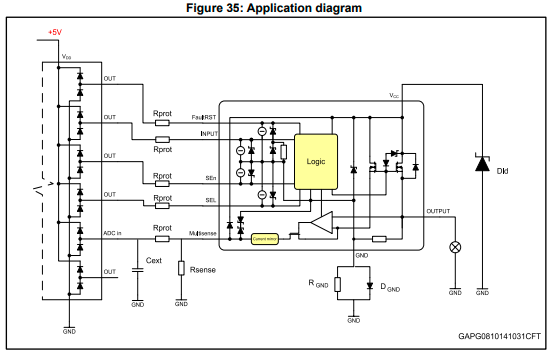 Figure 35: Application diagram
+5V
VDD
VCC
OUT
Rprot
FaultRST
OUT
Rprot
INPUT
Logic
OUT
Rprot
SEn
Dld
OUT
Rprot
SEL
OUTPUT
ADC in
Rprot
Multisense
Current mirror
Cext
Rsense
GND
OUT
R GND
D GND
GND
GND
GND
GND
GND
GND
GAPG0810141031CFT